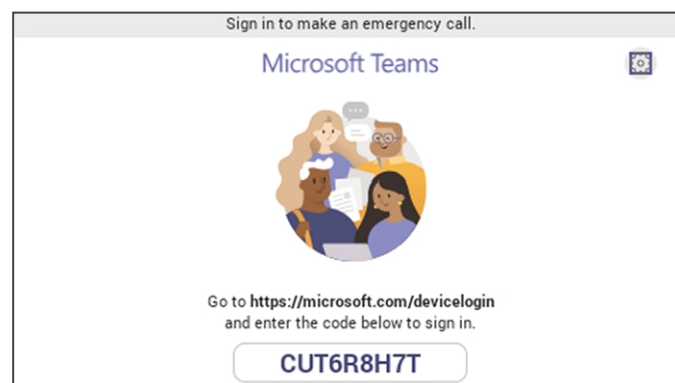 Sign in to make an emergency call.
Microsoft Teams
Go to https://microsoft.com/devicelogin
and enter the code below to sign in.
CUT6R8H7T